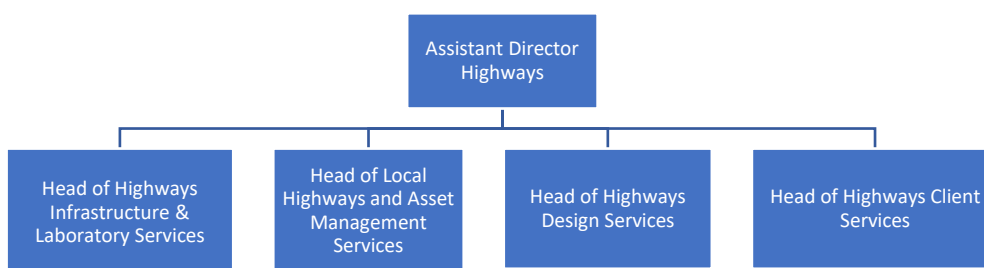 Assistant Director
Highways
Head of Highways
Infrastructure &
Laboratory Services
Head of Local
Highways and Asset
Management
Services
Head of Highways
Design Services
Head of Highways Client
Services